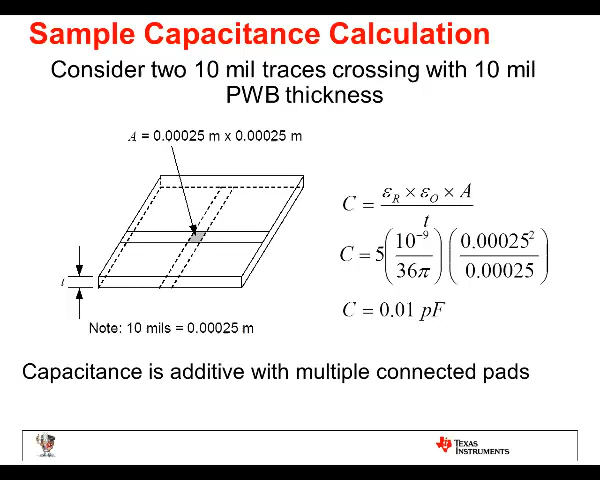 Sample Capacitance Calculation
Consider two 10 mil traces crossing with 10 mil
PWB thickness
A = 0.00025 m x 0.00025 m
C = (ε_R × ε_O × A) / t
C = 5 (10⁻⁹ / 36π) (0.00025² / 0.00025)
C = 0.01 pF
t
Note: 10 mils = 0.00025 m
Capacitance is additive with multiple connected pads
TEXAS
INSTRUMENTS